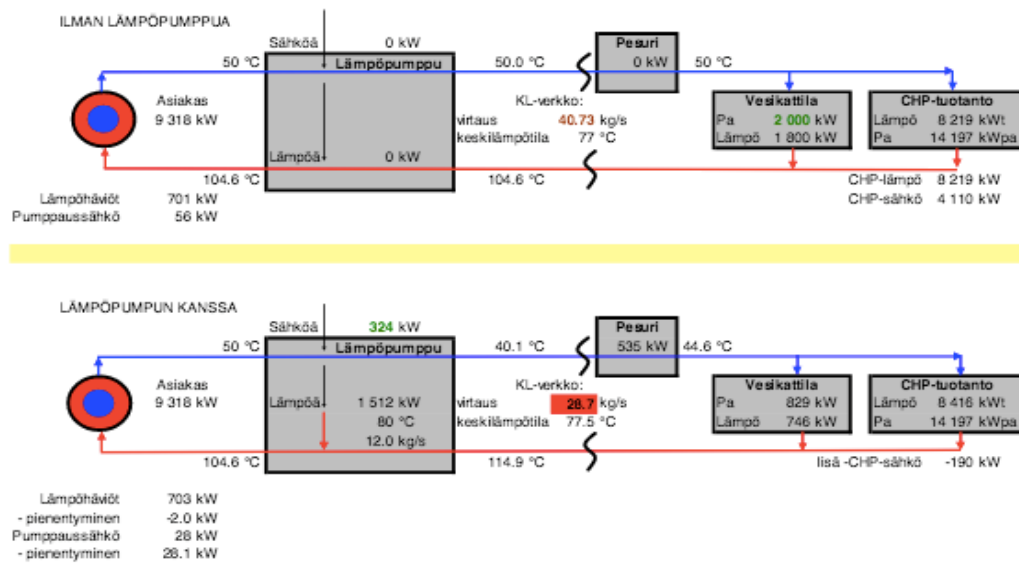 ILMAN LÄMPÖPUMPPUA
Sähköä 0 kW
Pesuri
0 kW
50 °C
Lämpöpumppu
50.0 °C
50 °C
Asiakas
9 318 kW
KL-verkko:
virtaus 40.73 kg/s
keskilämpötila 77 °C
Vesikattila
Pa 2 000 kW
Lämpö 1 800 kW
CHP-tuotanto
Lämpö 8 219 kWt
Pa 14 197 kWpa
Lämpöä 0 kW
104.6 °C
104.6 °C
CHP-lämpö 8 219 kW
CHP-sähkö 4 110 kW
Lämpöhäviöt 701 kW
Pumppaussähkö 56 kW
LÄMPÖPUMPUN KANSSA
Sähköä 324 kW
Pesuri
535 kW
50 °C
Lämpöpumppu
40.1 °C
44.6 °C
Asiakas
9 318 kW
Lämpöä 1 512 kW
80 °C
12.0 kg/s
KL-verkko:
virtaus 28.7 kg/s
keskilämpötila 77.5 °C
Vesikattila
Pa 829 kW
Lämpö 746 kW
CHP-tuotanto
Lämpö 8 416 kWt
Pa 14 197 kWpa
104.6 °C
114.9 °C
lisä -CHP-sähkö -190 kW
Lämpöhäviöt 703 kW
- pienentyminen -2.0 kW
Pumppaussähkö 28 kW
- pienentyminen 28.1 kW